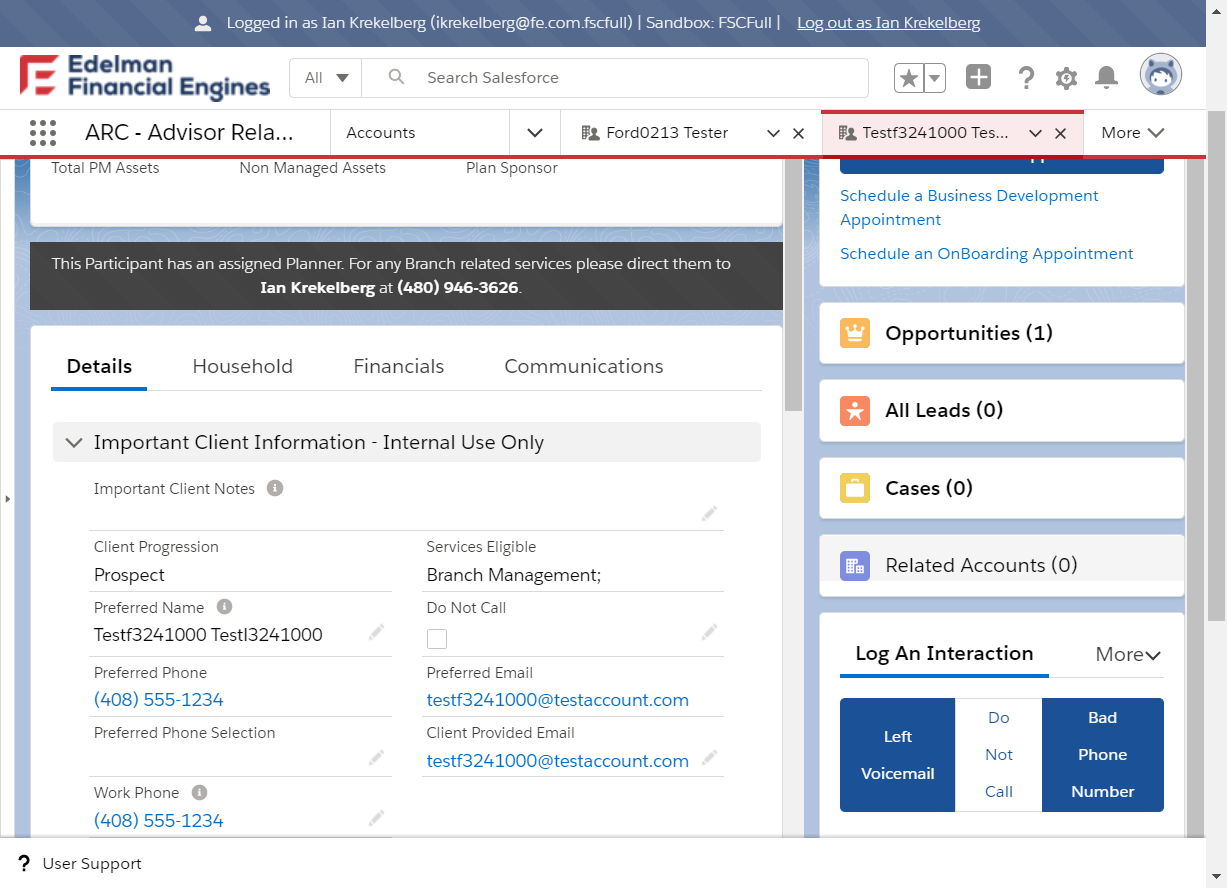 Logged in as Ian Krekelberg (ikrekelberg@fe.com.fscfull) | Sandbox: FSCFull | Log out as Ian Krekelberg
Edelman
Financial Engines
All
Search Salesforce
ARC - Advisor Rela...
Accounts
Ford0213 Tester
Testf3241000 Tes...
More
Total PM Assets
Non Managed Assets
Plan Sponsor
This Participant has an assigned Planner. For any Branch related services please direct them to
Ian Krekelberg at (480) 946-3626.
Details
Household
Financials
Communications
Important Client Information - Internal Use Only
Important Client Notes
Client Progression
Services Eligible
Prospect
Branch Management;
Preferred Name
Do Not Call
Testf3241000 Testl3241000
Preferred Phone
Preferred Email
(408) 555-1234
testf3241000@testaccount.com
Preferred Phone Selection
Client Provided Email
testf3241000@testaccount.com
Work Phone
(408) 555-1234
Schedule a Business Development
Appointment
Schedule an OnBoarding Appointment
Opportunities (1)
All Leads (0)
Cases (0)
Related Accounts (0)
Log An Interaction
More
Left
Voicemail
Do
Not
Call
Bad
Phone
Number
? User Support